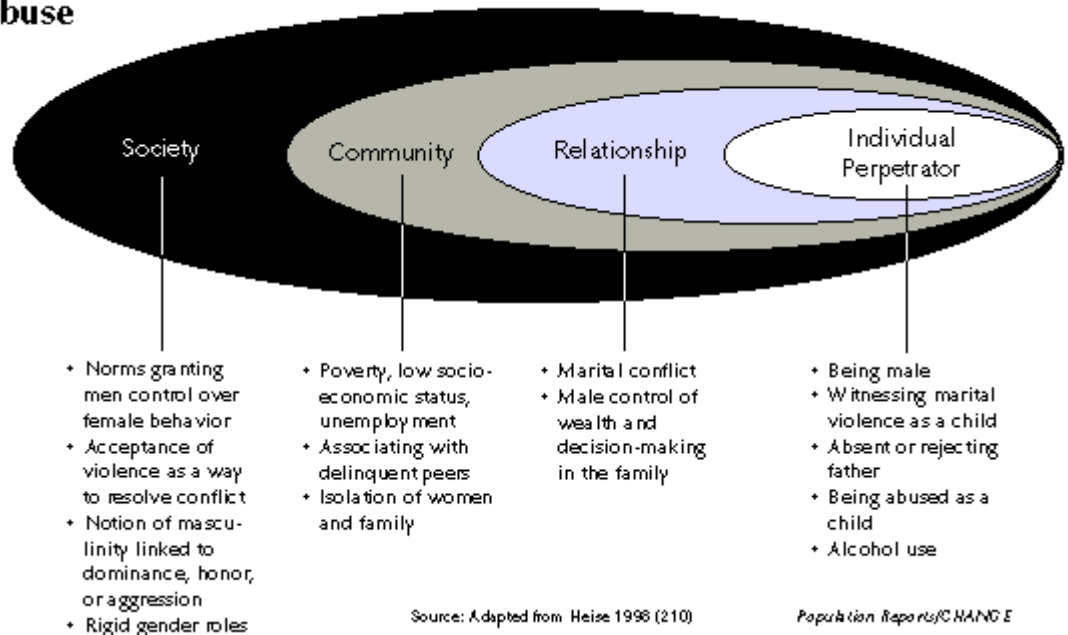 buse
Society
Community
Relationship
Individual
Perpetrator
• Norms granting
men control over
female behavior
• Acceptance of
violence as a way
to resolve conflict
• Notion of mascu-
linity linked to
dominance, honor,
or aggression
• Rigid gender roles
• Poverty, low socio-
economic status,
unemployment
• Associating with
delinquent peers
• Isolation of women
and family
• Marital conflict
• Male control of
wealth and
decision-making
in the family
• Being male
• Witnessing marital
violence as a child
• Absent or rejecting
father
• Being abused as a
child
• Alcohol use
Source: Adapted from Heise 1998 (210)
Population Reports/CHANGE